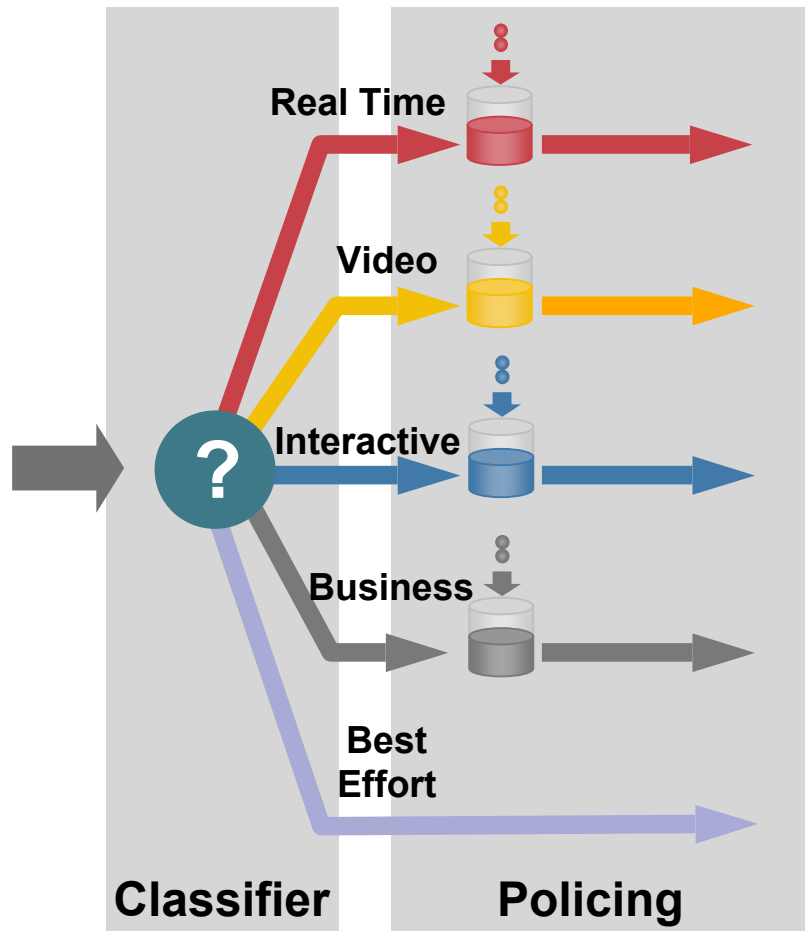 Real Time
Video
?
Interactive
Business
Best
Effort
Classifier
Policing